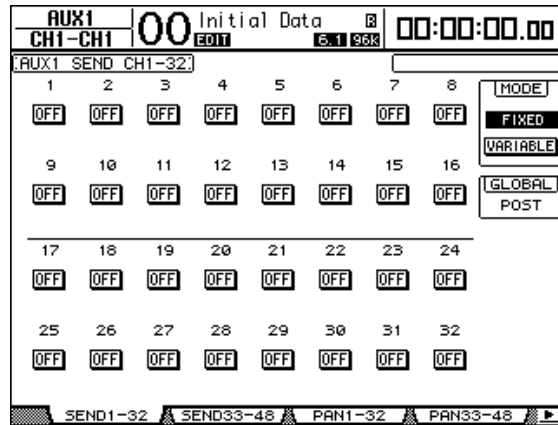 AUX1
CH1-CH1
00
Initial Data
EDIT
R
6.1
96k
00:00:00.00
AUX1 SEND CH1-32
1 2 3 4 5 6 7 8
OFF OFF OFF OFF OFF OFF OFF OFF
9 10 11 12 13 14 15 16
OFF OFF OFF OFF OFF OFF OFF OFF
17 18 19 20 21 22 23 24
OFF OFF OFF OFF OFF OFF OFF OFF
25 26 27 28 29 30 31 32
OFF OFF OFF OFF OFF OFF OFF OFF
MODE
FIXED
VARIABLE
GLOBAL
POST
SEND1-32 SEND33-48 PAN1-32 PAN33-48